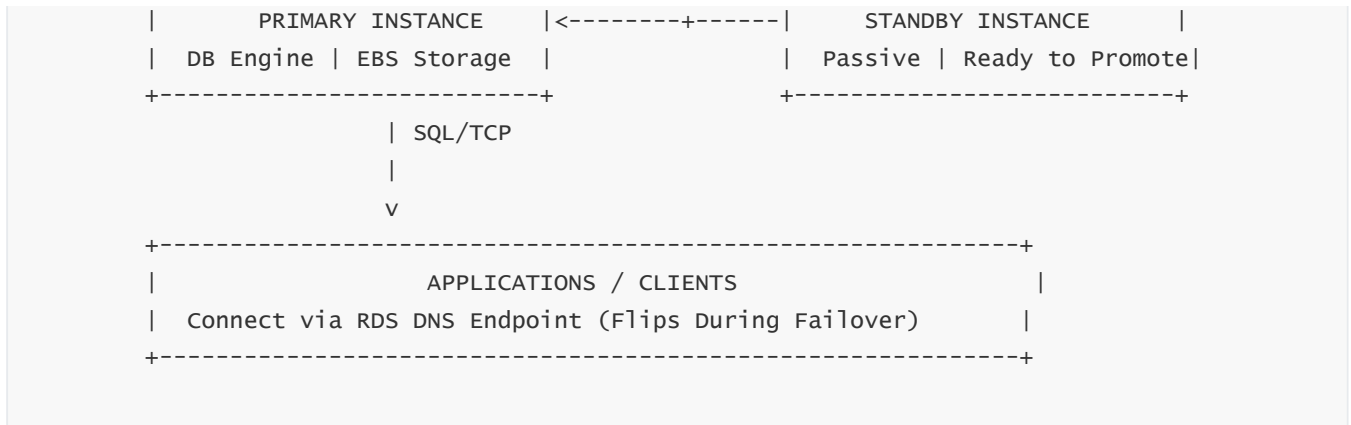 |       PRIMARY INSTANCE    |<--------+------|     STANDBY INSTANCE      |
|  DB Engine | EBS Storage  |                |  Passive | Ready to Promote|
+---------------------------+                +---------------------------+
                 | SQL/TCP
                 |
                 v
+-------------------------------------------------------------+
|                   APPLICATIONS / CLIENTS                     |
|  Connect via RDS DNS Endpoint (Flips During Failover)       |
+-------------------------------------------------------------+